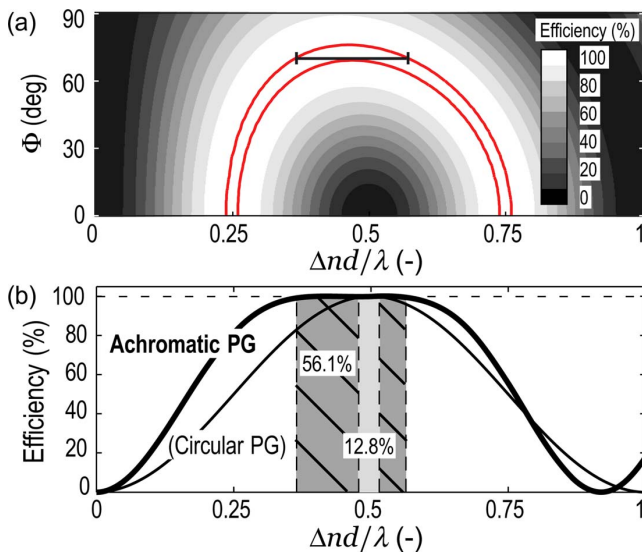 (a)
Efficiency (%)
100
80
60
40
20
0
90
60
30
0
Φ (deg)
0 0.25 0.5 0.75 1
Δnd/λ (-)
(b)
100
80
60
40
20
0
Efficiency (%)
Achromatic PG
56.1%
(Circular PG)
12.8%
0 0.25 0.5 0.75 1
Δnd/λ (-)